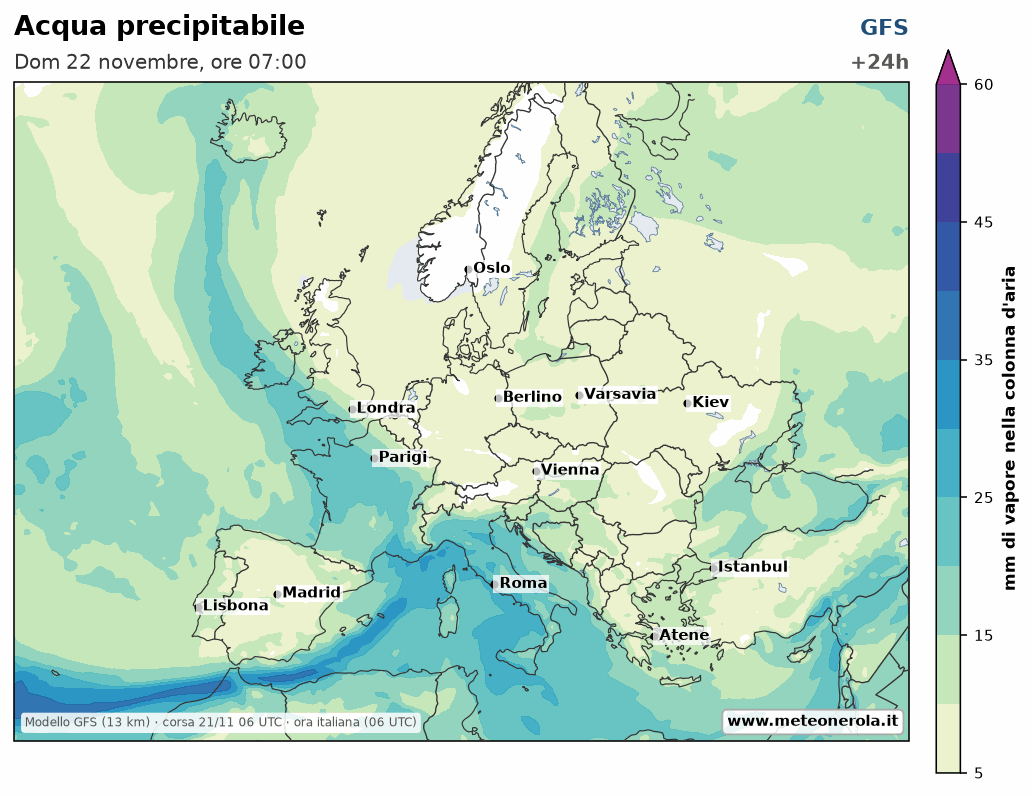 Acqua precipitabile
GFS
Dom 22 novembre, ore 07:00
+24h
60
45
35
25
15
5
mm di vapore nella colonna d'aria
Oslo
Londra
Berlino
Varsavia
Kiev
Parigi
Vienna
Istanbul
Roma
Madrid
Lisbona
Atene
Modello GFS (13 km) · corsa 21/11 06 UTC · ora italiana (06 UTC)
www.meteonerola.it